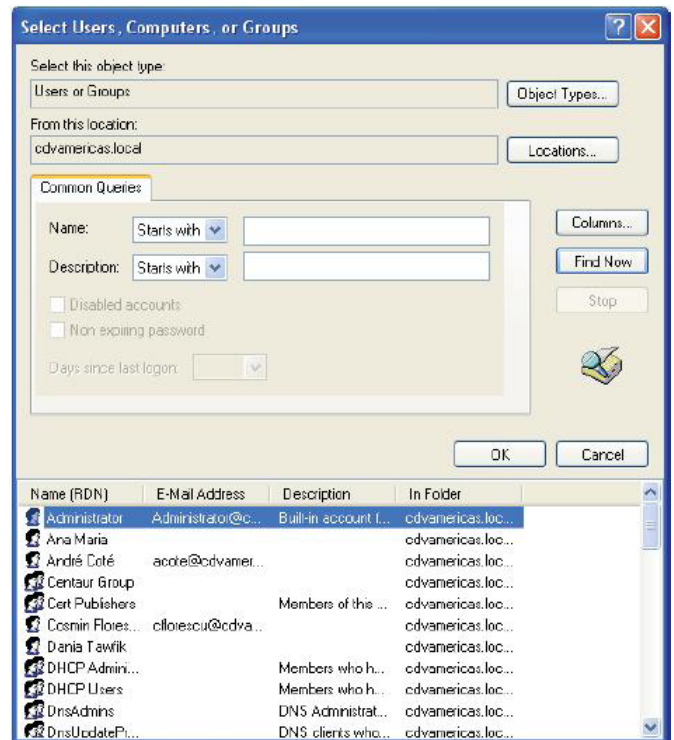 Select Users, Computers, or Groups
Select this object type:
Users or Groups
Object Types...
From this location:
cdvamericas.local
Locations...
Common Queries
Name: Starts with
Columns...
Description: Starts with
Find Now
Disabled accounts
Stop
Non expiring password
Days since last logon:
OK Cancel
Name (RDN) E-Mail Address Description In Folder
Administrator Administrator@c... Built-in account f... cdvamericas.loc...
Ana Maria cdvamericas.loc...
André Coté acote@cdvamer... cdvamericas.loc...
Centaur Group cdvamericas.loc...
Cert Publishers Members of this ... cdvamericas.loc...
Cosmin Flores... cflorescu@cdva... cdvamericas.loc...
Dania Tawfik cdvamericas.loc...
DHCP Admini... Members who h... cdvamericas.loc...
DHCP Users Members who h... cdvamericas.loc...
DnsAdmins DNS Administrat... cdvamericas.loc...
DnsUpdatePr... DNS clients who... cdvamericas.loc...